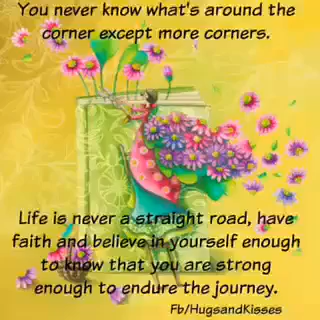 You never know what's around the
corner except more corners.
Life is never a straight road, have
faith and believe in yourself enough
to know that you are strong
enough to endure the journey.
Fb/HugsandKisses